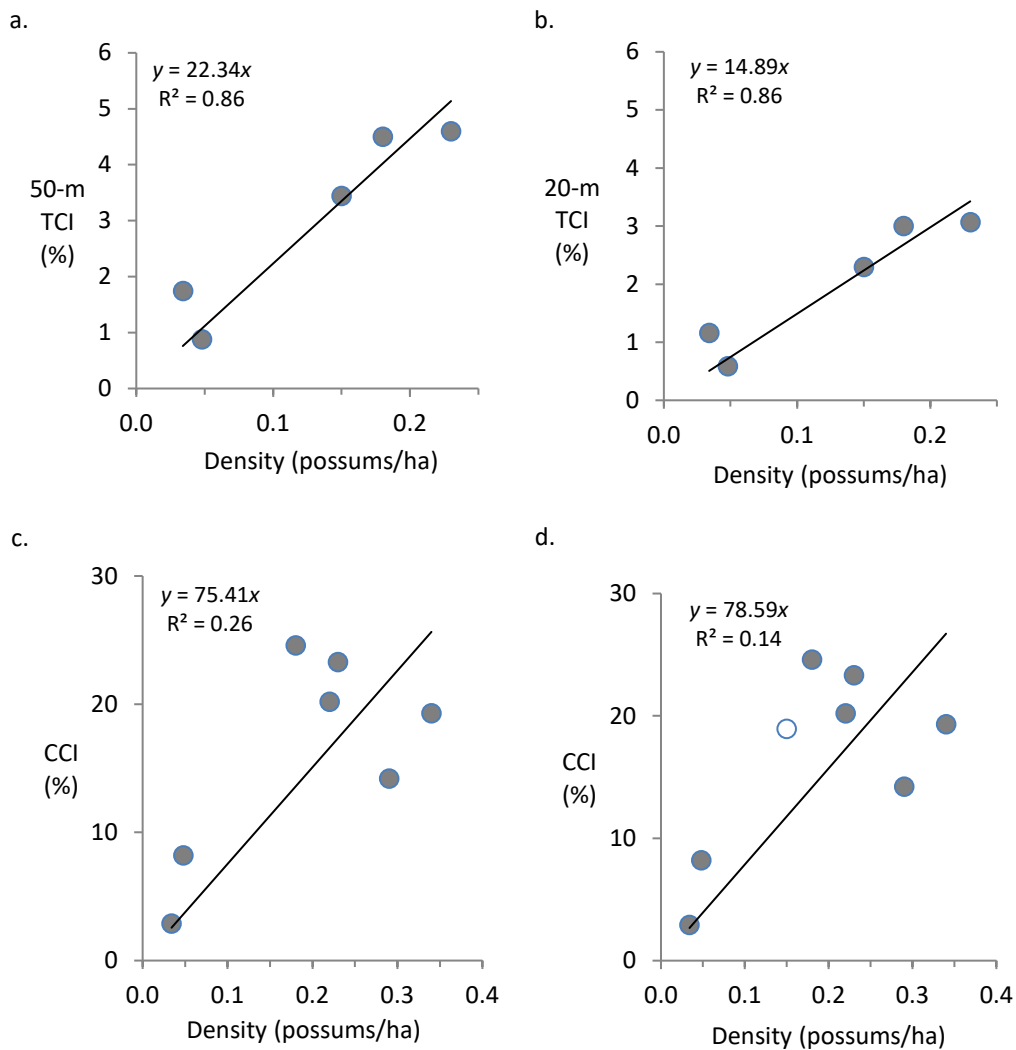 a.
6
5
4
3
2
1
0
y = 22.34x
R² = 0.86
50-m
TCI
(%)
0.0 0.1 0.2
Density (possums/ha)
b.
6
5
4
3
2
1
0
y = 14.89x
R² = 0.86
20-m
TCI
(%)
0.0 0.1 0.2
Density (possums/ha)
c.
30
20
10
0
y = 75.41x
R² = 0.26
CCI
(%)
0.0 0.1 0.2 0.3 0.4
Density (possums/ha)
d.
30
20
10
0
y = 78.59x
R² = 0.14
CCI
(%)
0.0 0.1 0.2 0.3 0.4
Density (possums/ha)